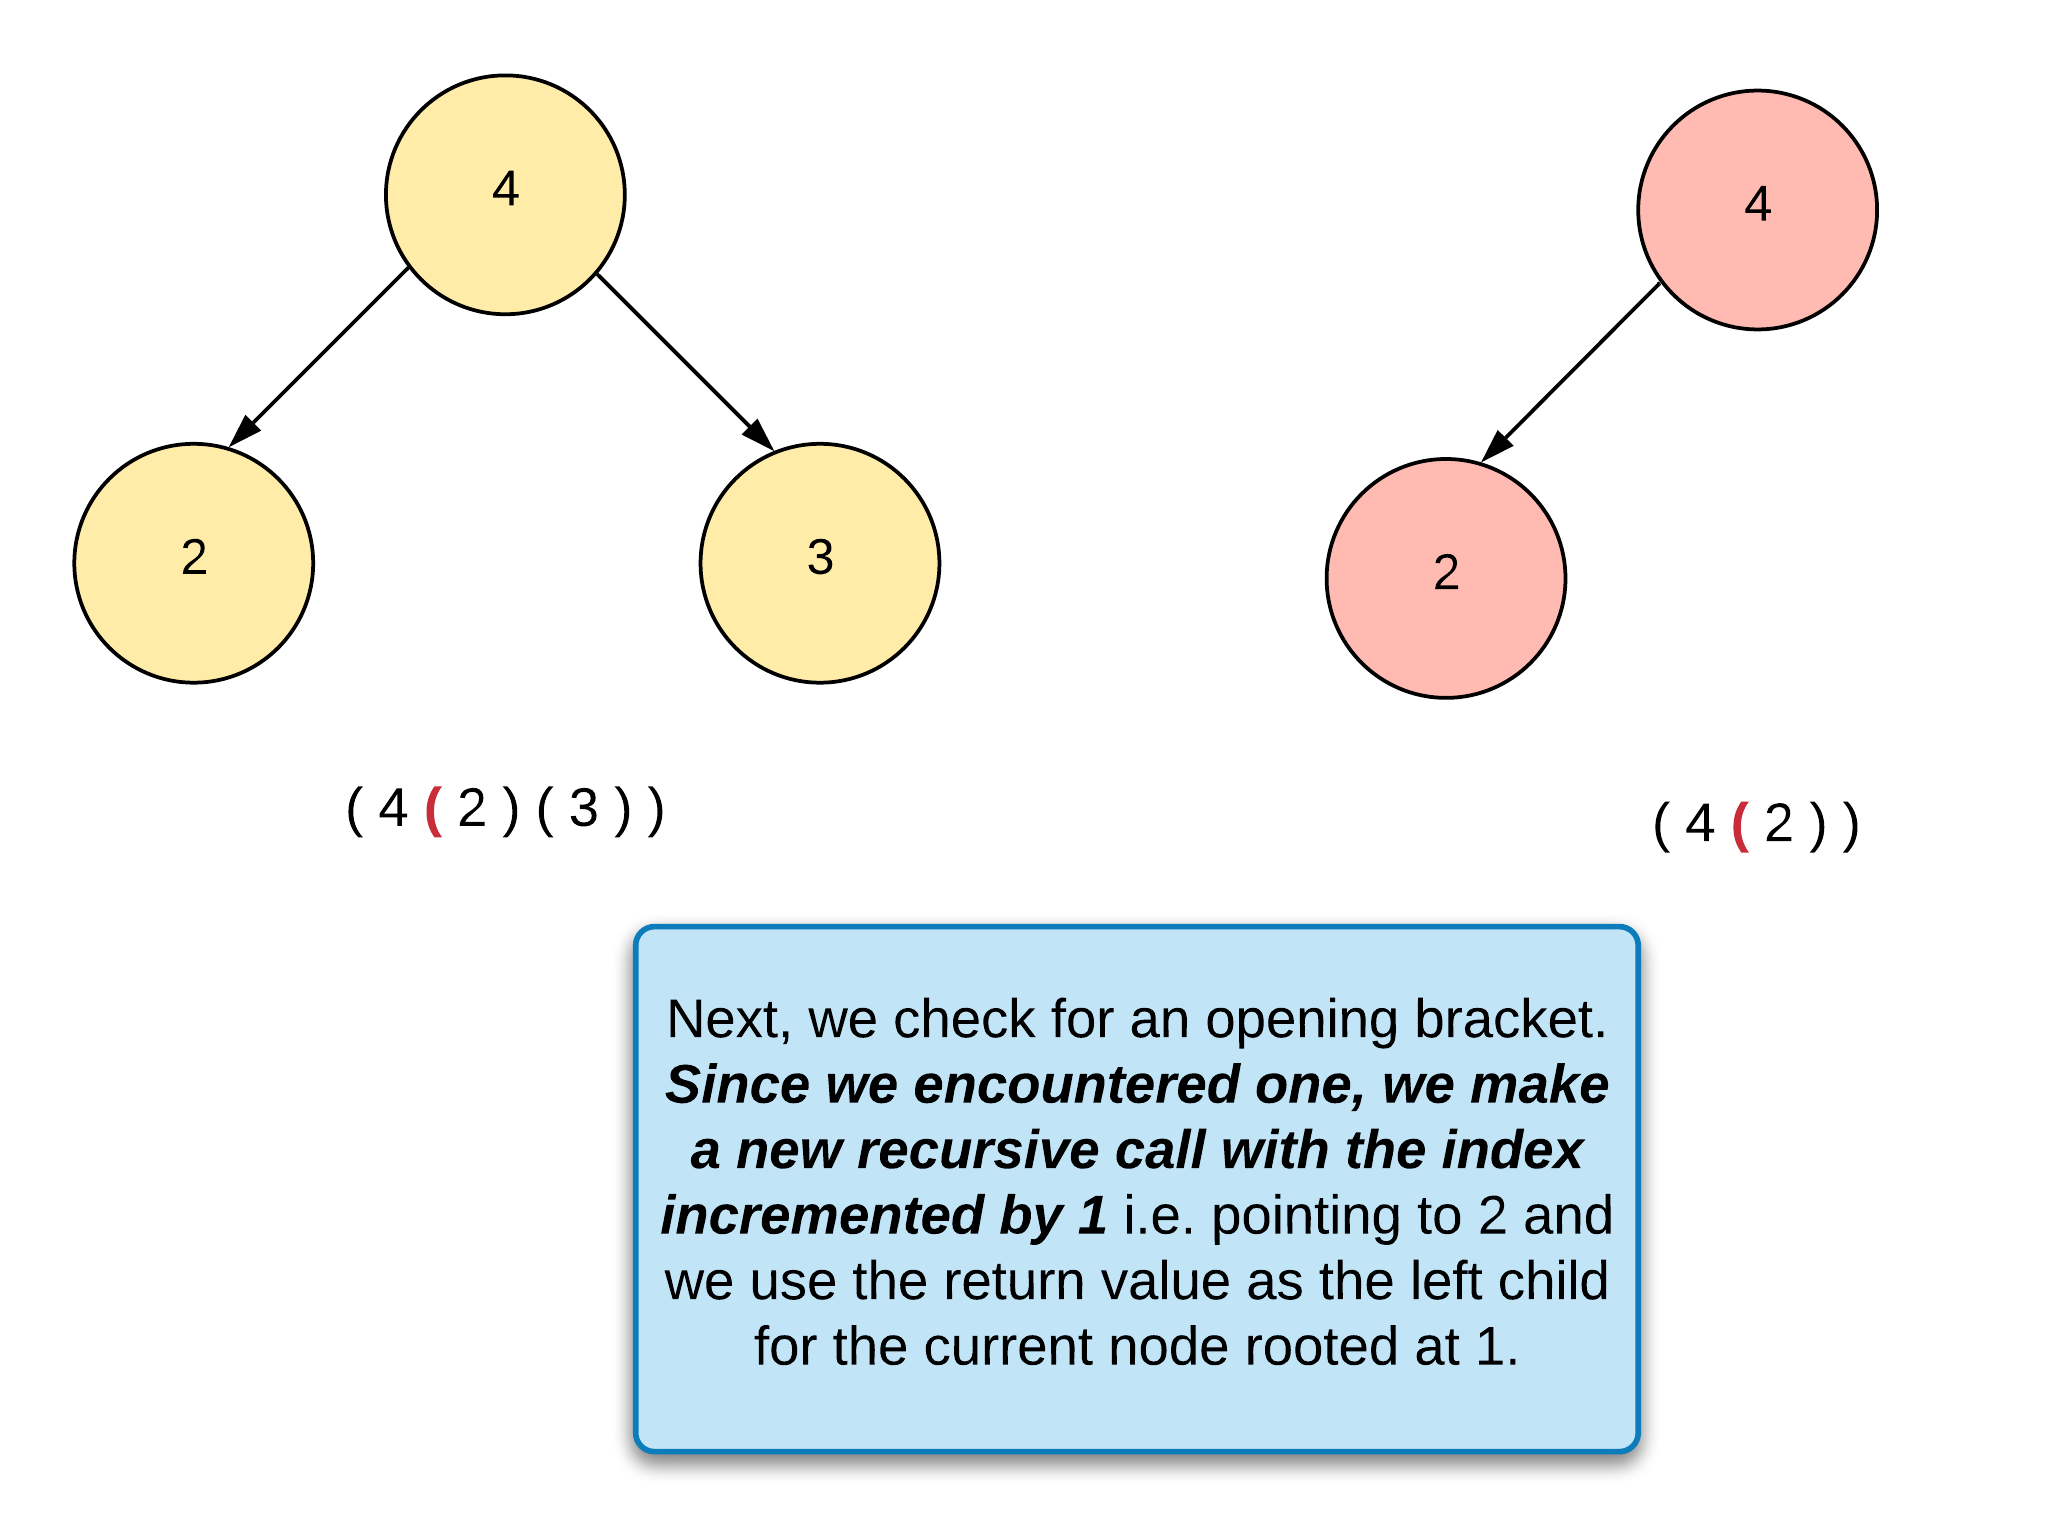 4
4
2
3
2
( 4 ( 2 ) ( 3 ) )
( 4 ( 2 ) )
Next, we check for an opening bracket.
Since we encountered one, we make
a new recursive call with the index
incremented by 1 i.e. pointing to 2 and
we use the return value as the left child
for the current node rooted at 1.